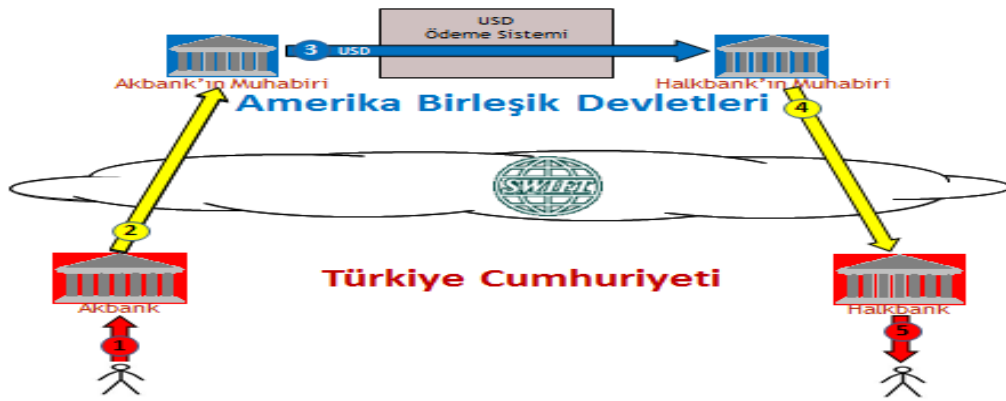 USD
Ödeme Sistemi
3 USD
Akbank'ın Muhabiri
Halkbank'ın Muhabiri
Amerika Birleşik Devletleri
4
SWIFT
2
Türkiye Cumhuriyeti
Akbank
Halkbank
1
5